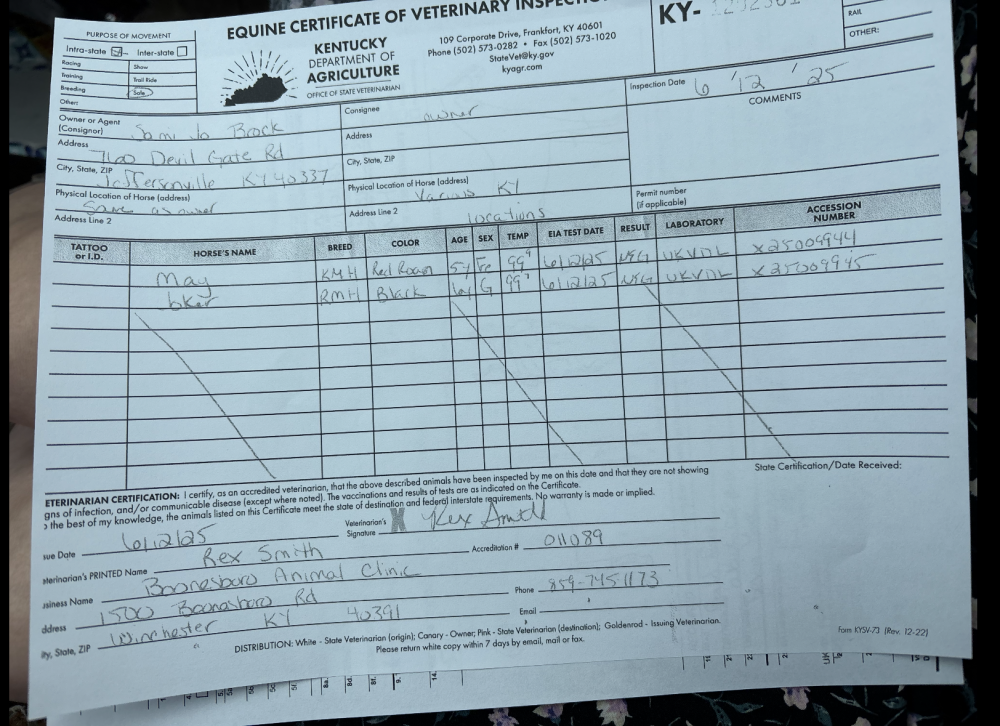 EQUINE CERTIFICATE OF VETERINARY
KY-
PURPOSE OF MOVEMENT
Intra-state Inter-state
Racing Show
Training Trail Ride
Breeding Sale
Other:
KENTUCKY
DEPARTMENT OF
AGRICULTURE
OFFICE OF STATE VETERINARIAN
109 Corporate Drive, Frankfort, KY 40601
Phone (502) 573-0282 • Fax (502) 573-1020
StateVet@ky.gov
kyagr.com
RAIL
OTHER:
Owner or Agent
(Consignor) Sami Jo Brock
Address 7160 Devil Gate Rd
City, State, ZIP Jeffersonville KY 40337
Physical Location of Horse (address)
Same as owner
Address Line 2
Consignee owner
Address
City, State, ZIP
Physical Location of Horse (address)
Various KY
Address Line 2 locations
Inspection Date 6 / 12 / 25
COMMENTS
Permit number
(if applicable)
TATTOO or I.D. HORSE'S NAME BREED COLOR AGE SEX TEMP EIA TEST DATE RESULT LABORATORY ACCESSION NUMBER
May KMH Red Roan 5y Fe 99⁹ 6/12/25 NEG UKVDL X25009944
RMH Black G 99 6/12/25 NEG UKVDL X25009945
ETERINARIAN CERTIFICATION: I certify, as an accredited veterinarian, that the above described animals have been inspected by me on this date and that they are not showing
gns of infection, and/or communicable disease (except where noted). The vaccinations and results of tests are as indicated on the Certificate.
the best of my knowledge, the animals listed on this Certificate meet the state of destination and federal interstate requirements. No warranty is made or implied.
State Certification/Date Received:
sue Date 6/12/25
Veterinarian's
Signature X Rex Smith
eterinarian's PRINTED Name Rex Smith
Accreditation # 011089
usiness Name Boonesboro Animal Clinic
ddress 1500 Boonesboro Rd
Phone 859-745-1173
ity, State, ZIP Winchester KY 40391
Email
DISTRIBUTION: White - State Veterinarian (origin); Canary - Owner; Pink - State Veterinarian (destination); Goldenrod - Issuing Veterinarian.
Please return white copy within 7 days by email, mail or fax.
Form KYSV-73 (Rev. 12-22)